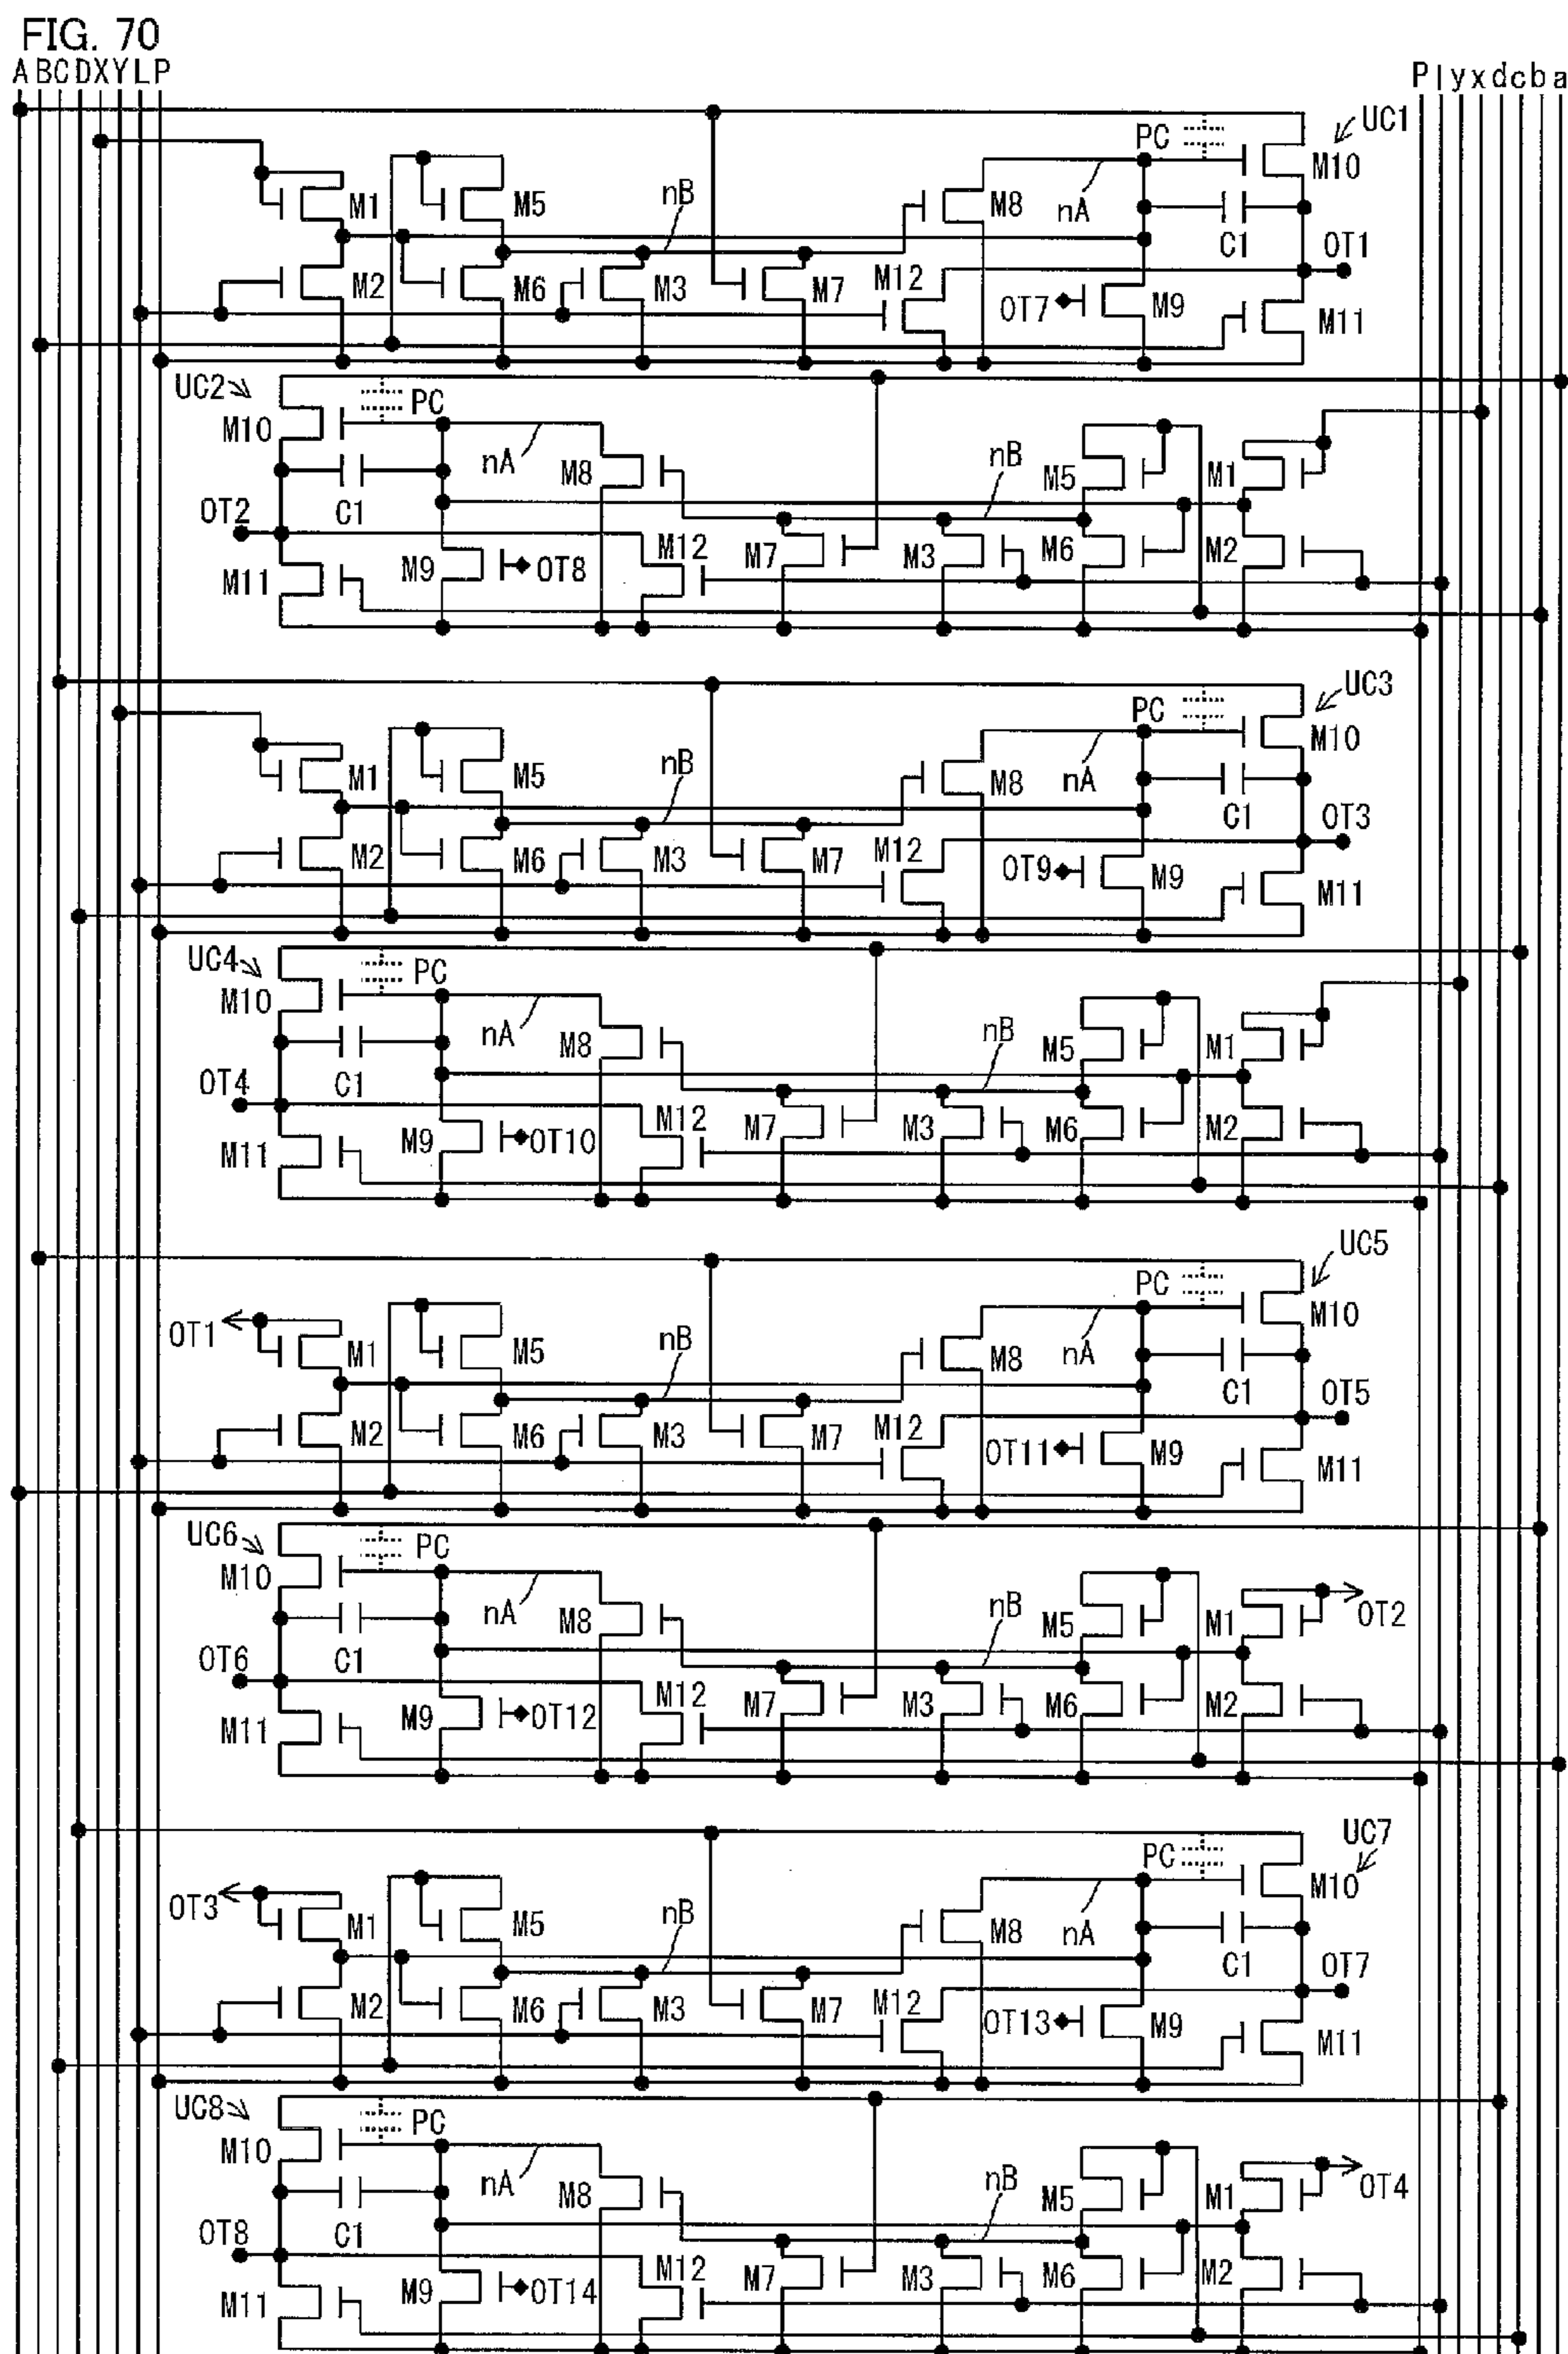 FIG. 70
A B C D X Y L P
P l y x d c b a
UC1
PC
M10
M1
M5
nB
M8
nA
C1
OT1
M2
M6
M3
M7
M12
OT7
M9
M11
UC2
PC
M10
nA
M8
nB
M5
M1
OT2
C1
M12
M7
M3
M6
M2
M11
M9
OT8
UC3
PC
M10
M1
M5
nB
M8
nA
C1
OT3
M2
M6
M3
M7
M12
OT9
M9
M11
UC4
PC
M10
nA
M8
nB
M5
M1
OT4
C1
M12
M7
M3
M6
M2
M11
M9
OT10
UC5
PC
M10
OT1
M1
M5
nB
M8
nA
C1
OT5
M2
M6
M3
M7
M12
OT11
M9
M11
UC6
PC
M10
nA
M8
nB
M5
M1
OT2
OT6
C1
M12
M7
M3
M6
M2
M11
M9
OT12
UC7
PC
M10
OT3
M1
M5
nB
M8
nA
C1
OT7
M2
M6
M3
M7
M12
OT13
M9
M11
UC8
PC
M10
nA
M8
nB
M5
M1
OT4
OT8
C1
M12
M7
M3
M6
M2
M11
M9
OT14